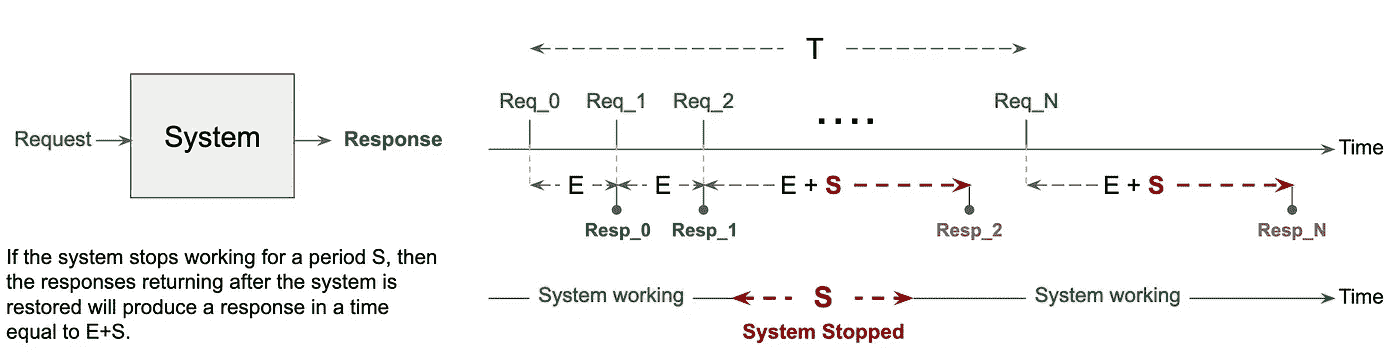 Request
System
Response
If the system stops working for a period S, then
the responses returning after the system is
restored will produce a response in a time
equal to E+S.
T
Req_0 Req_1 Req_2 .... Req_N
Time
E E E + S E + S
Resp_0 Resp_1 Resp_2 Resp_N
System working S System working Time
System Stopped